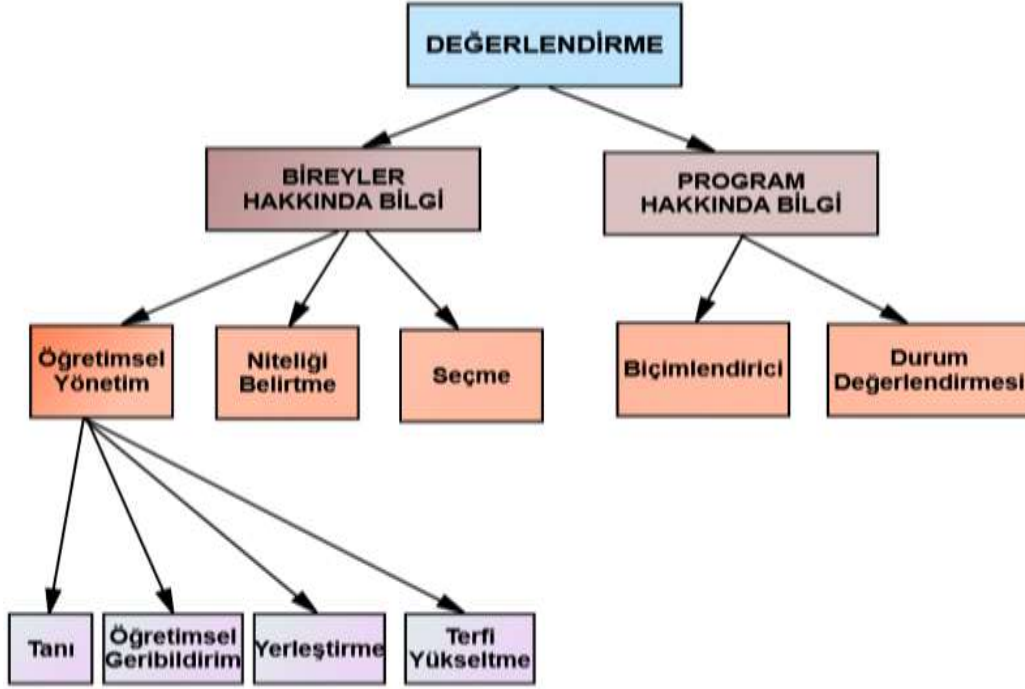 DEĞERLENDİRME
BİREYLER
HAKKINDA BİLGİ
PROGRAM
HAKKINDA BİLGİ
Öğretimsel
Yönetim
Niteliği
Belirtme
Seçme
Biçimlendirici
Durum
Değerlendirmesi
Tanı
Öğretimsel
Geribildirim
Yerleştirme
Terfi
Yükseltme